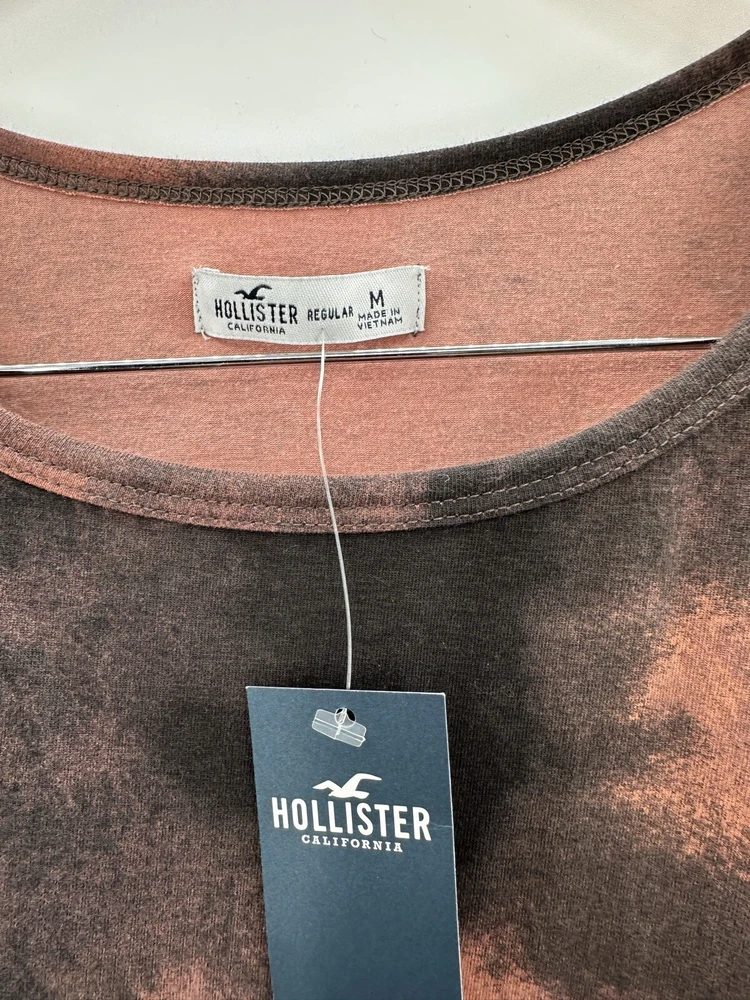 HOLLISTER
CALIFORNIA
REGULAR
M
MADE IN
VIETNAM
HOLLISTER
CALIFORNIA